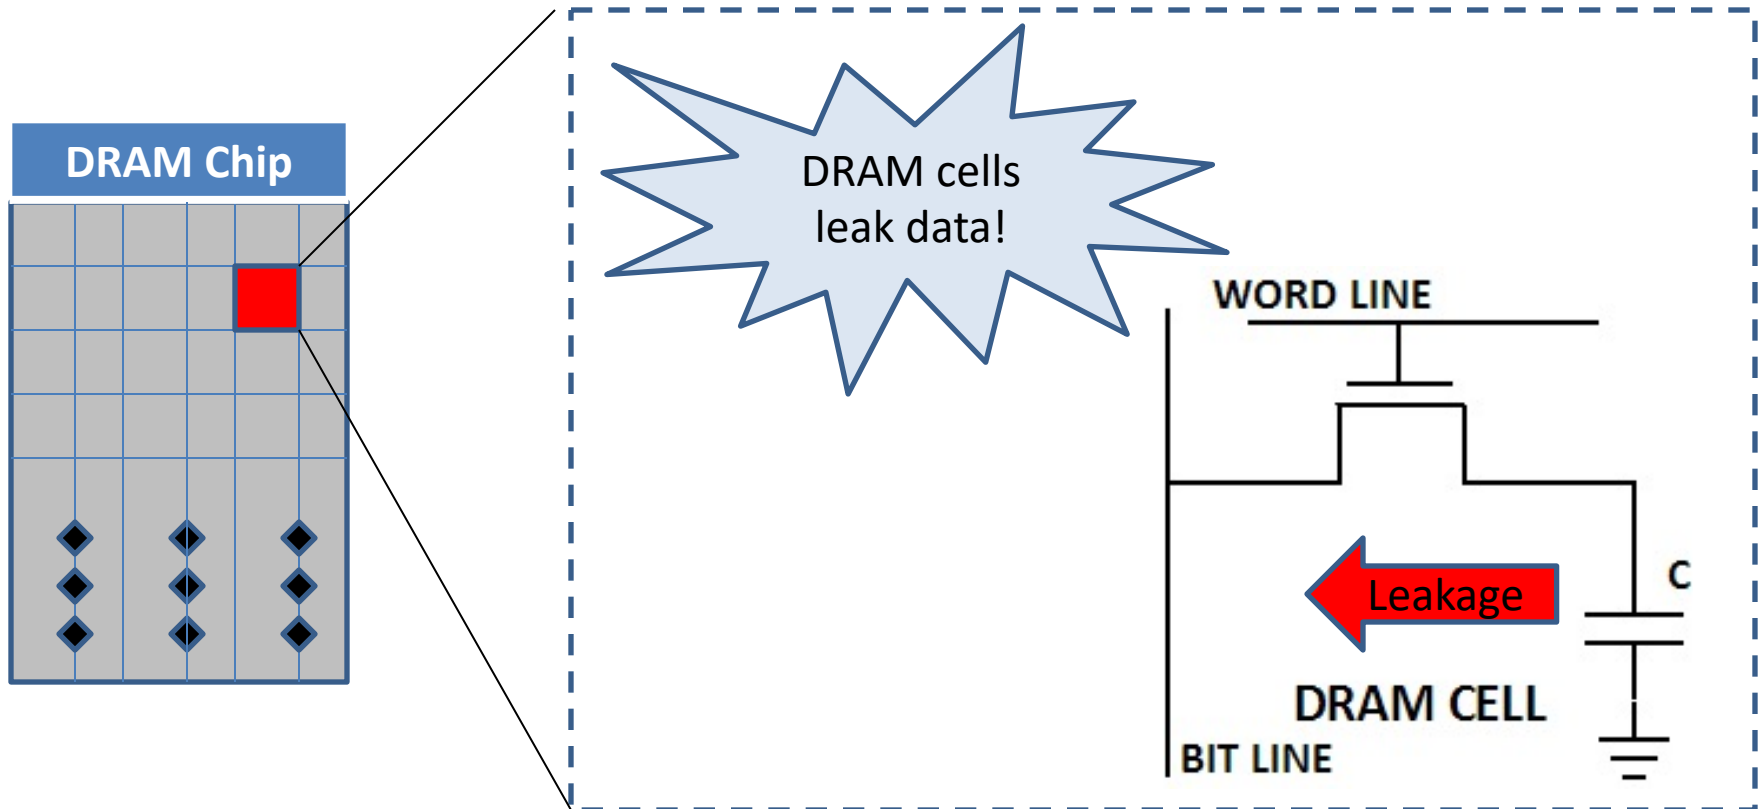 DRAM Chip
DRAM cells
leak data!
WORD LINE
C
Leakage
DRAM CELL
BIT LINE